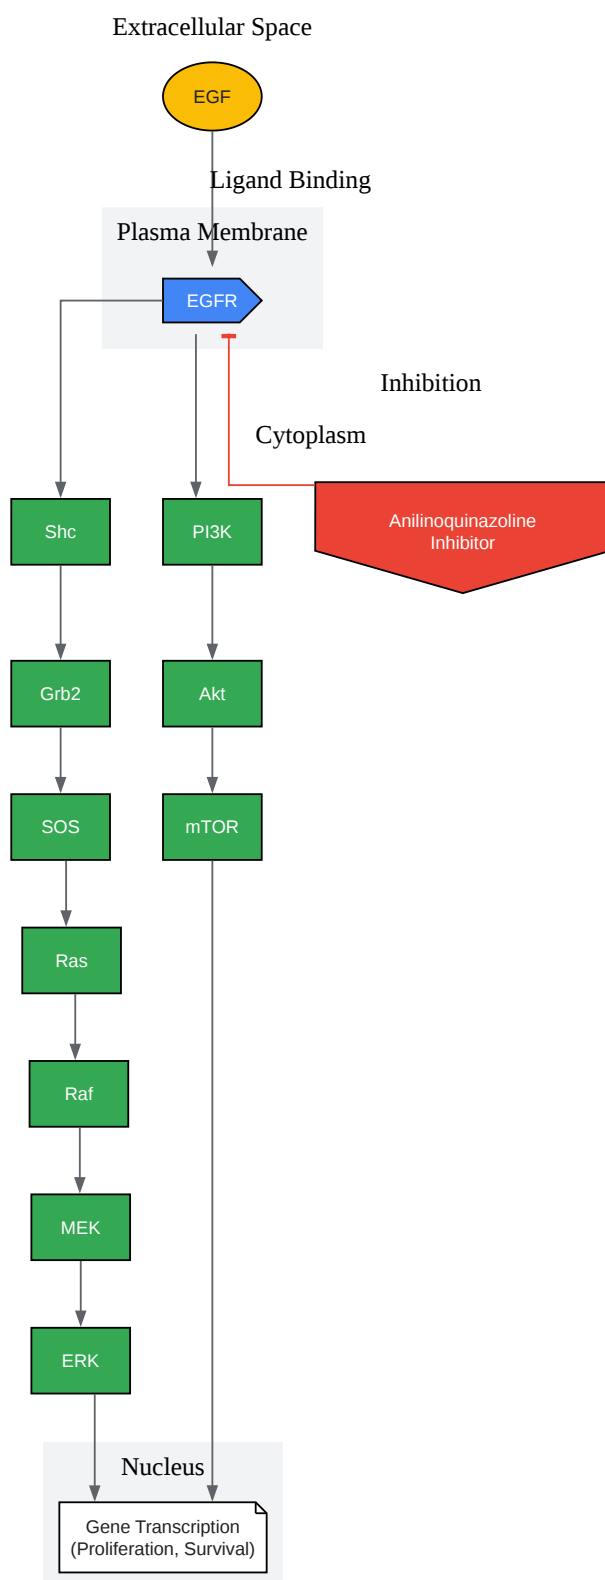 Extracellular Space
EGF
Ligand Binding
Plasma Membrane
EGFR
Inhibition
Cytoplasm
Shc
PI3K
Anilinoquinazoline
Inhibitor
Grb2
Akt
SOS
mTOR
Ras
Raf
MEK
ERK
Nucleus
Gene Transcription
(Proliferation, Survival)